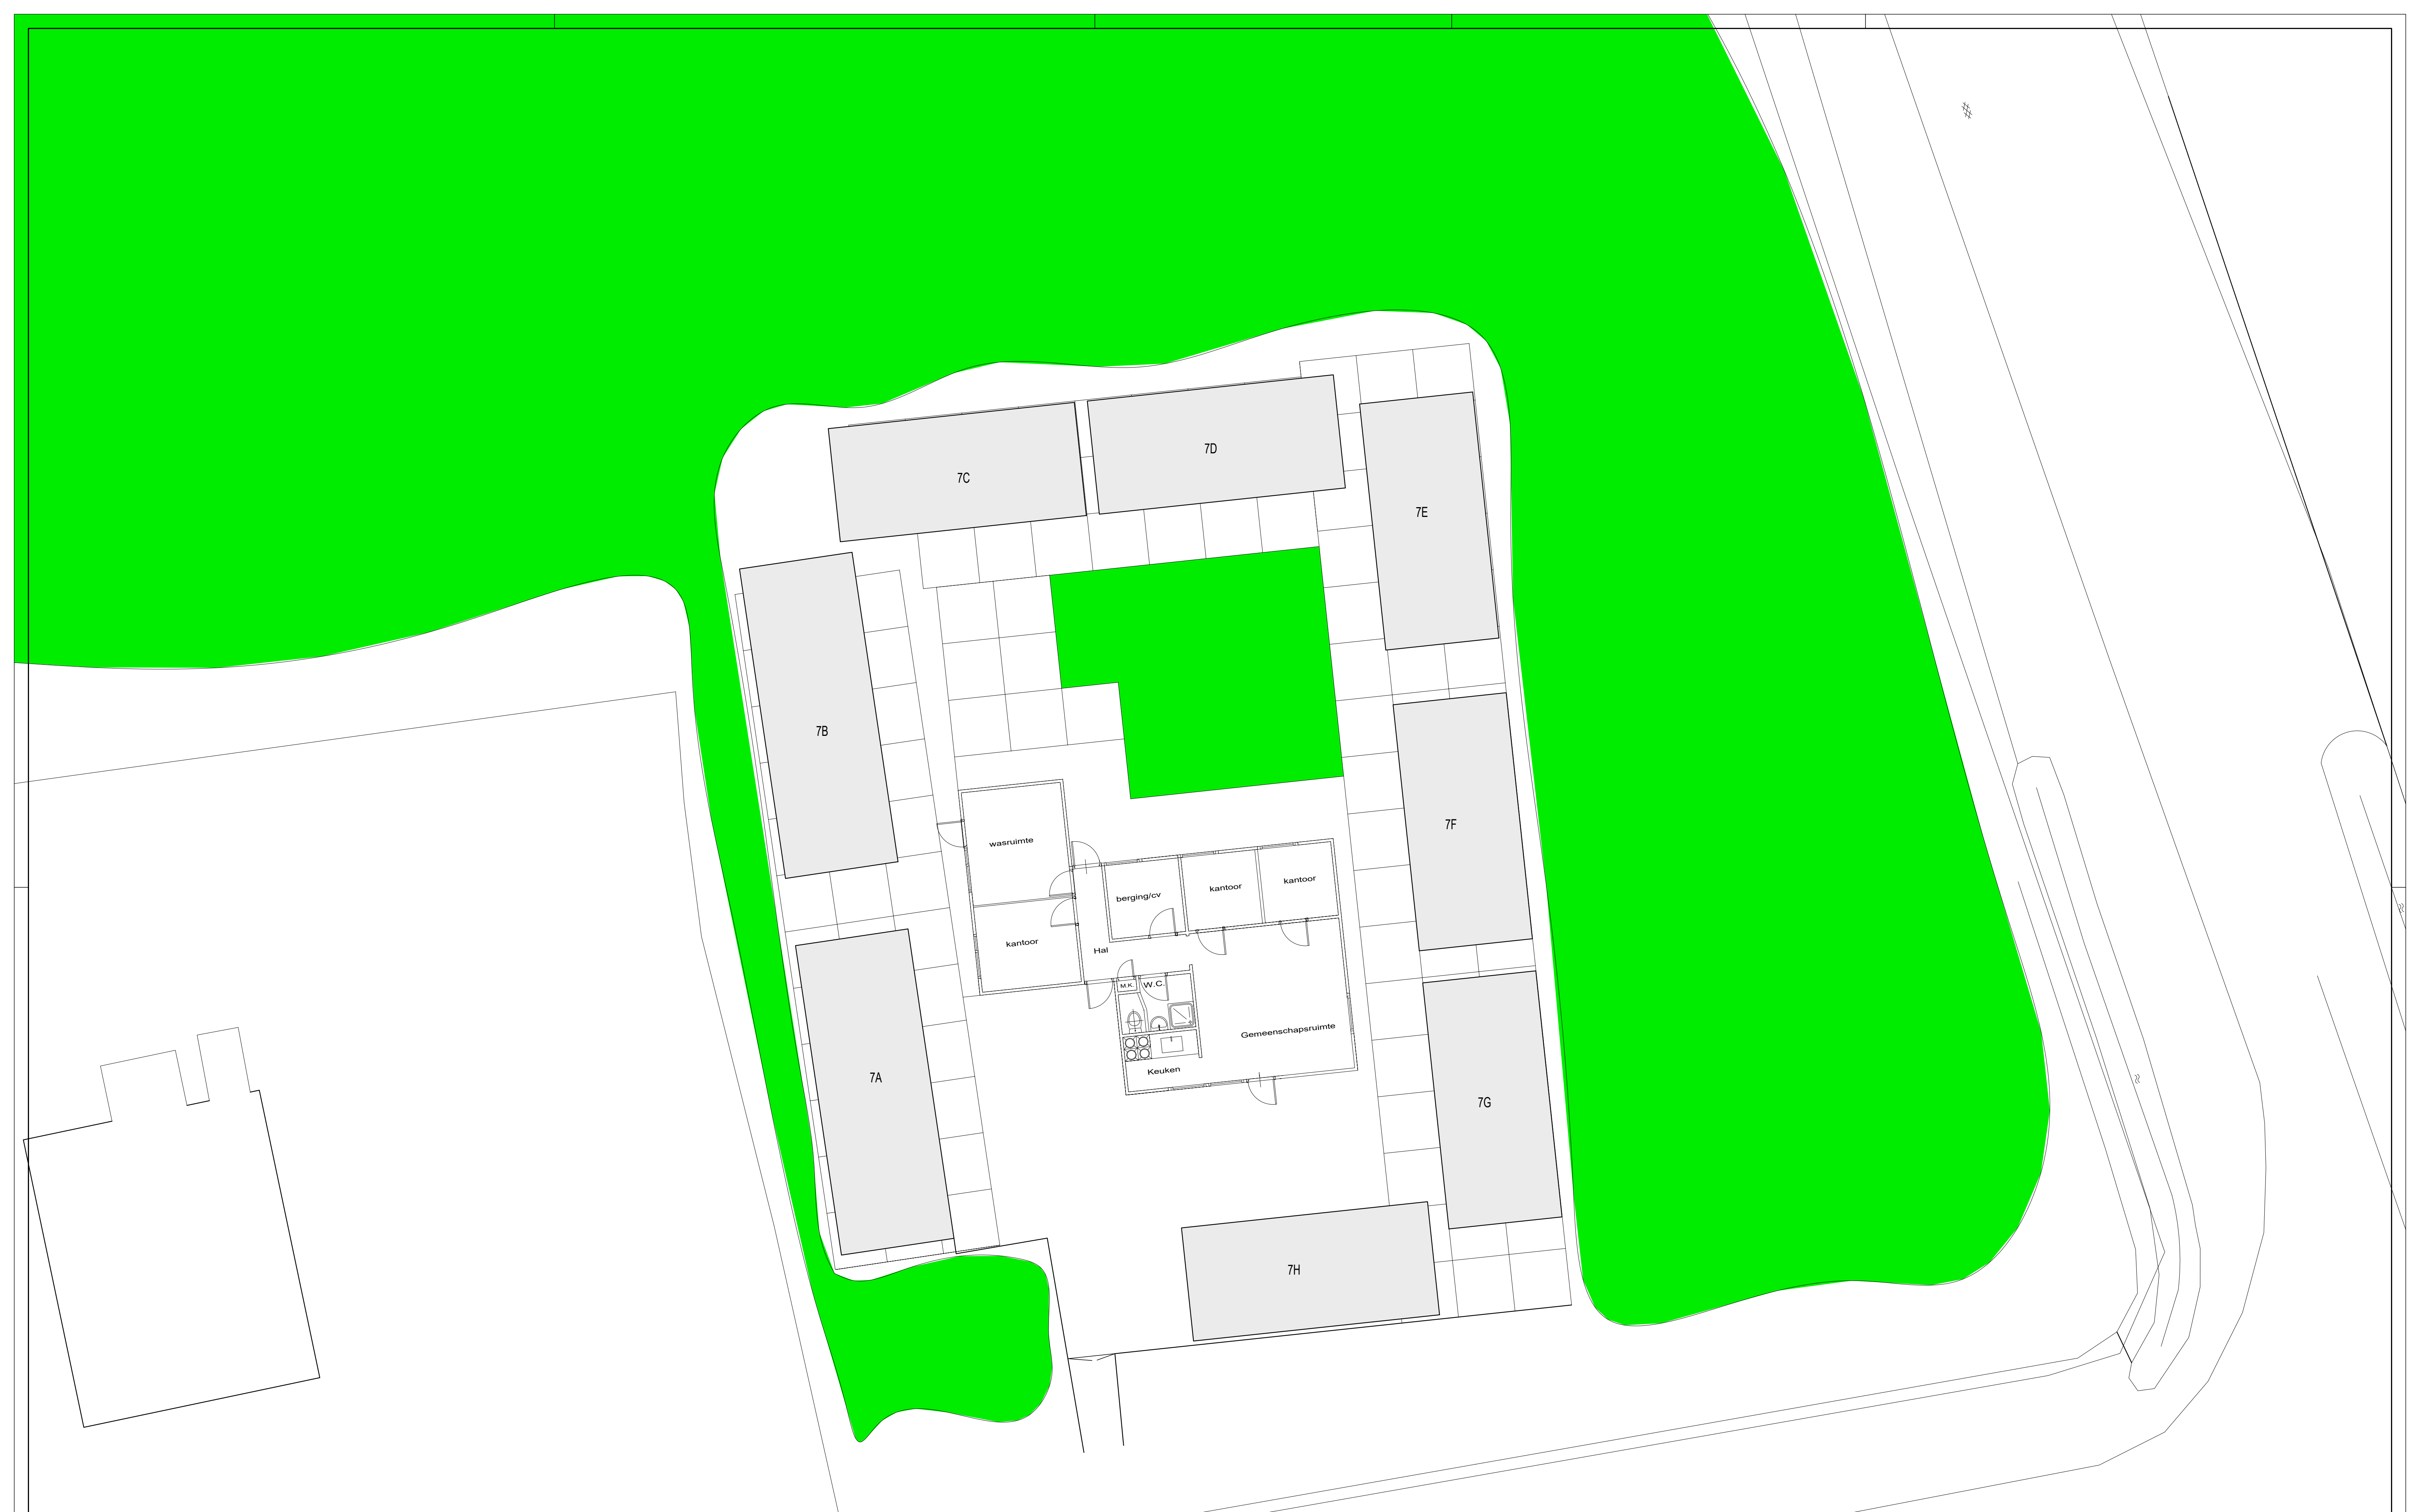 7D
7C
7E
7B
7F
wasruimte
kantoor
kantoor
berging/cv
kantoor
Hal
M.K.
W.C.
Gemeenschapsruimte
Keuken
7A
7G
7H